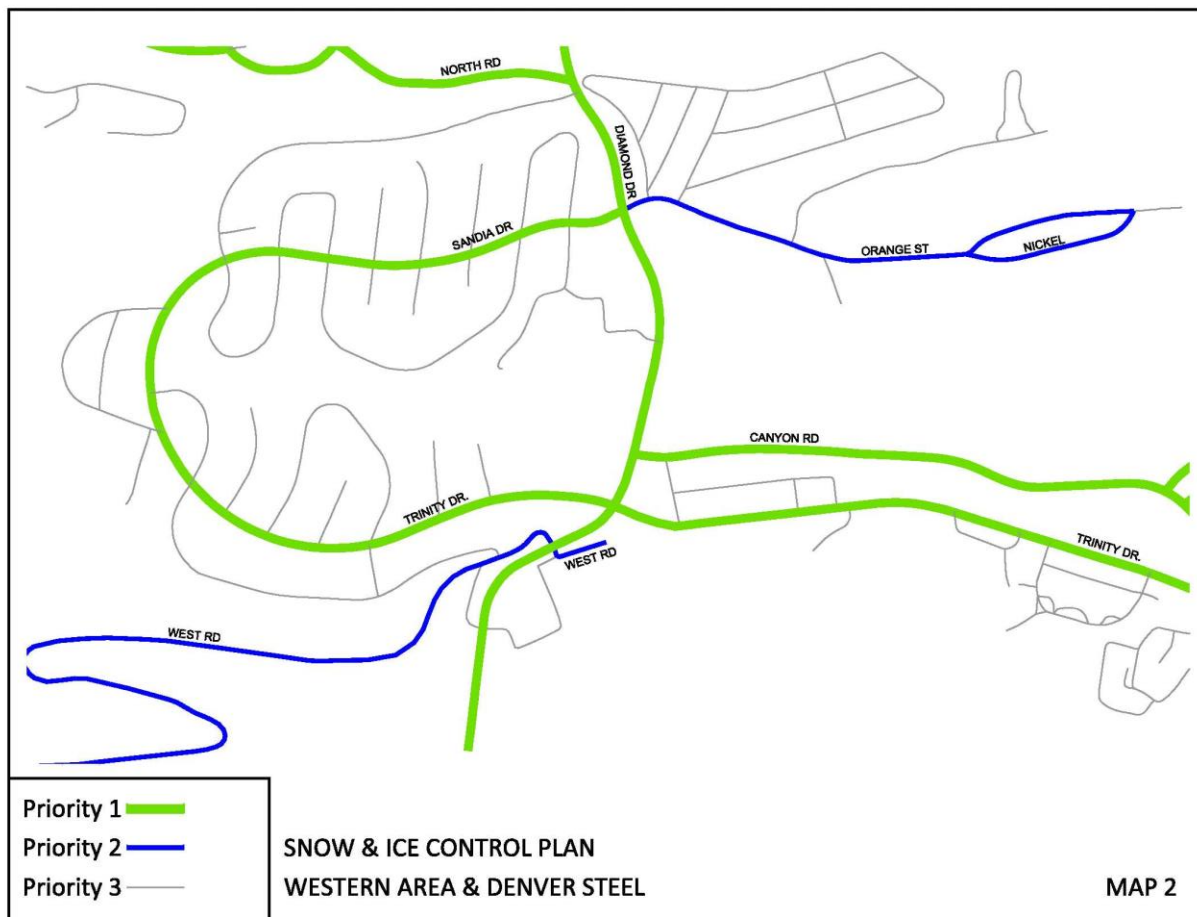 NORTH RD
DIAMOND DR
SANDIA DR
ORANGE ST
NICKEL
CANYON RD
TRINITY DR.
TRINITY DR.
WEST RD
WEST RD
Priority 1
Priority 2
Priority 3
SNOW & ICE CONTROL PLAN
WESTERN AREA & DENVER STEEL
MAP 2